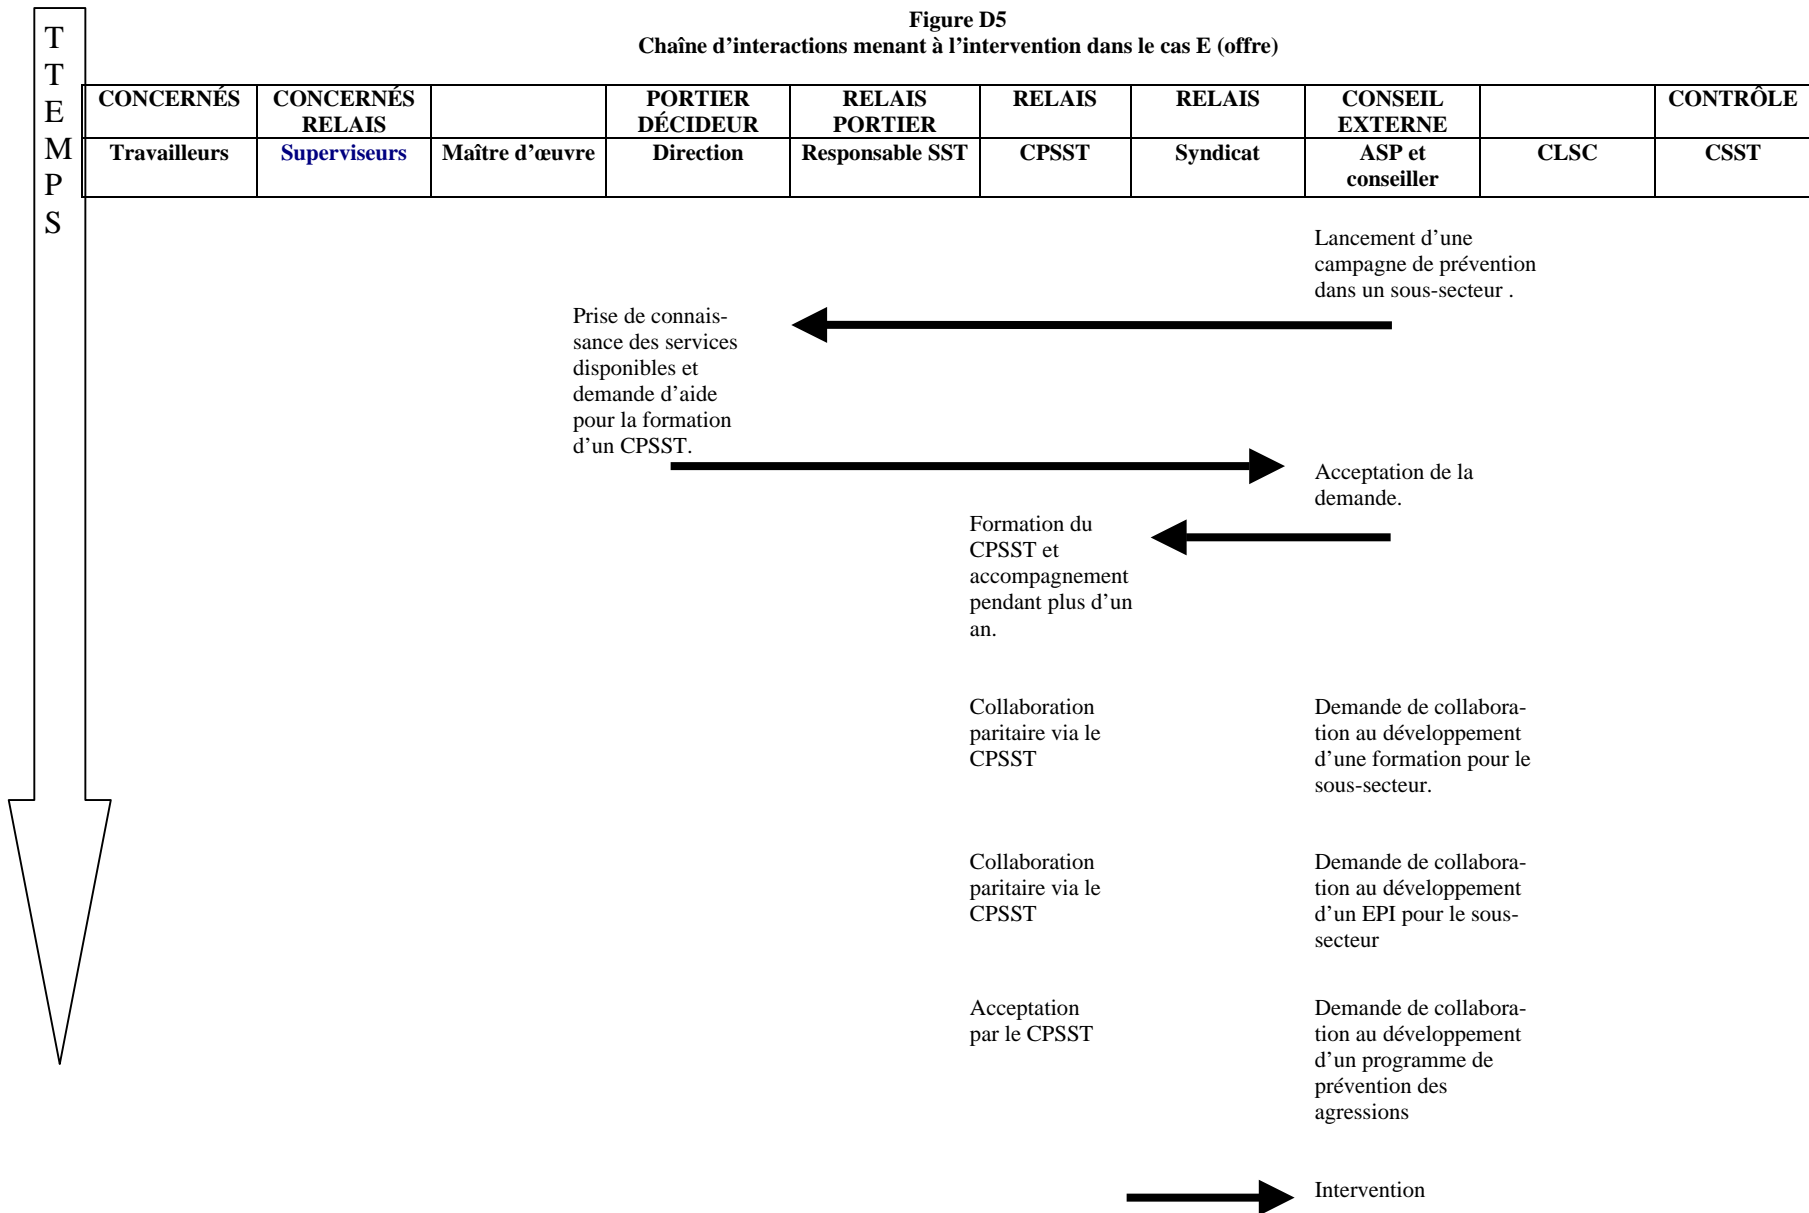 Figure D5
Chaîne d'interactions menant à l'intervention dans le cas E (offre)
T
T
E
M
P
S
CONCERNÉS
CONCERNÉS
RELAIS
PORTIER
DÉCIDEUR
RELAIS
PORTIER
RELAIS
RELAIS
CONSEIL
EXTERNE
CONTRÔLE
Travailleurs
Superviseurs
Maître d'œuvre
Direction
Responsable SST
CPSST
Syndicat
ASP et
conseiller
CLSC
CSST
Lancement d'une
campagne de prévention
dans un sous-secteur .
Prise de connais-
sance des services
disponibles et
demande d'aide
pour la formation
d'un CPSST.
Acceptation de la
demande.
Formation du
CPSST et
accompagnement
pendant plus d'un
an.
Collaboration
paritaire via le
CPSST
Demande de collabora-
tion au développement
d'une formation pour le
sous-secteur.
Collaboration
paritaire via le
CPSST
Demande de collabora-
tion au développement
d'un EPI pour le sous-
secteur
Acceptation
par le CPSST
Demande de collabora-
tion au développement
d'un programme de
prévention des
agressions
Intervention